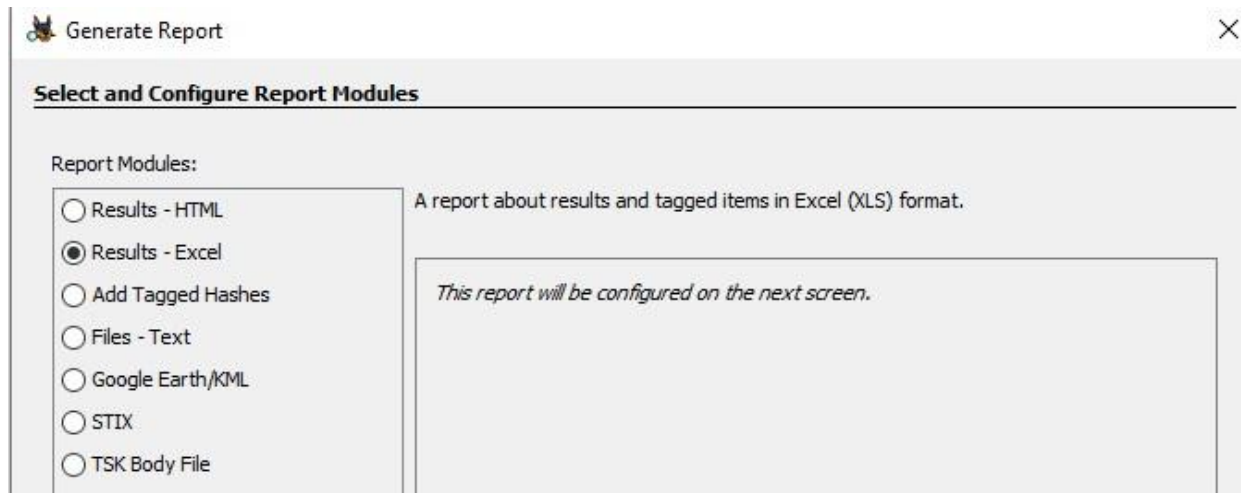 Generate Report
Select and Configure Report Modules
Report Modules:
Results - HTML
A report about results and tagged items in Excel (XLS) format.
Results - Excel
Add Tagged Hashes
This report will be configured on the next screen.
Files - Text
Google Earth/KML
STIX
TSK Body File